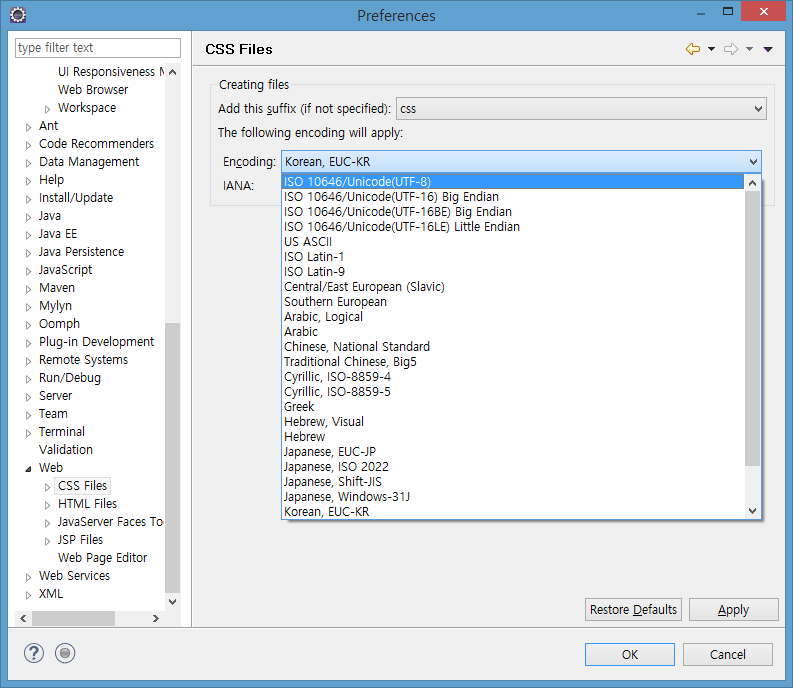 Preferences
type filter text
UI Responsiveness M
Web Browser
Workspace
Ant
Code Recommenders
Data Management
Help
Install/Update
Java
Java EE
Java Persistence
JavaScript
Maven
Mylyn
Oomph
Plug-in Development
Remote Systems
Run/Debug
Server
Team
Terminal
Validation
Web
CSS Files
HTML Files
JavaServer Faces To
JSP Files
Web Page Editor
Web Services
XML
CSS Files
Creating files
Add this suffix (if not specified): css
The following encoding will apply:
Encoding: Korean, EUC-KR
IANA:
ISO 10646/Unicode(UTF-8)
ISO 10646/Unicode(UTF-16) Big Endian
ISO 10646/Unicode(UTF-16BE) Big Endian
ISO 10646/Unicode(UTF-16LE) Little Endian
US ASCII
ISO Latin-1
ISO Latin-9
Central/East European (Slavic)
Southern European
Arabic, Logical
Arabic
Chinese, National Standard
Traditional Chinese, Big5
Cyrillic, ISO-8859-4
Cyrillic, ISO-8859-5
Greek
Hebrew, Visual
Hebrew
Japanese, EUC-JP
Japanese, ISO 2022
Japanese, Shift-JIS
Japanese, Windows-31J
Korean, EUC-KR
Restore Defaults Apply
OK Cancel